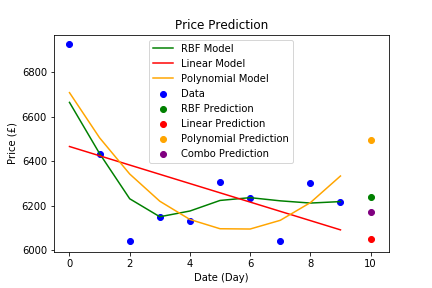 Price Prediction
RBF Model
Linear Model
Polynomial Model
Data
RBF Prediction
Linear Prediction
Polynomial Prediction
Combo Prediction
Price (£)
6800
6600
6400
6200
6000
0 2 4 6 8 10
Date (Day)